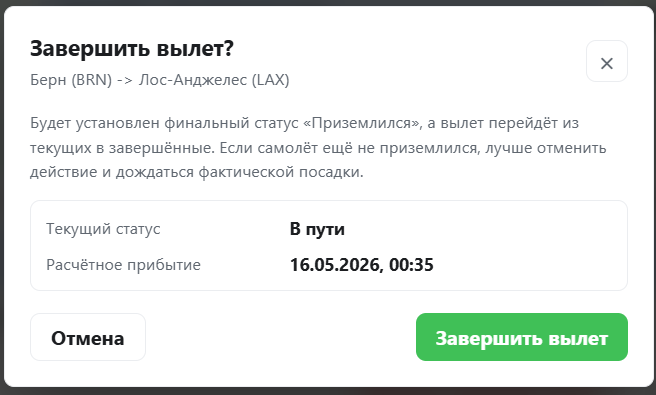 Завершить вылет?
Берн (BRN) -> Лос-Анджелес (LAX)
Будет установлен финальный статус «Приземлился», а вылет перейдёт из
текущих в завершённые. Если самолёт ещё не приземлился, лучше отменить
действие и дождаться фактической посадки.
Текущий статус В пути
Расчётное прибытие 16.05.2026, 00:35
Отмена Завершить вылет